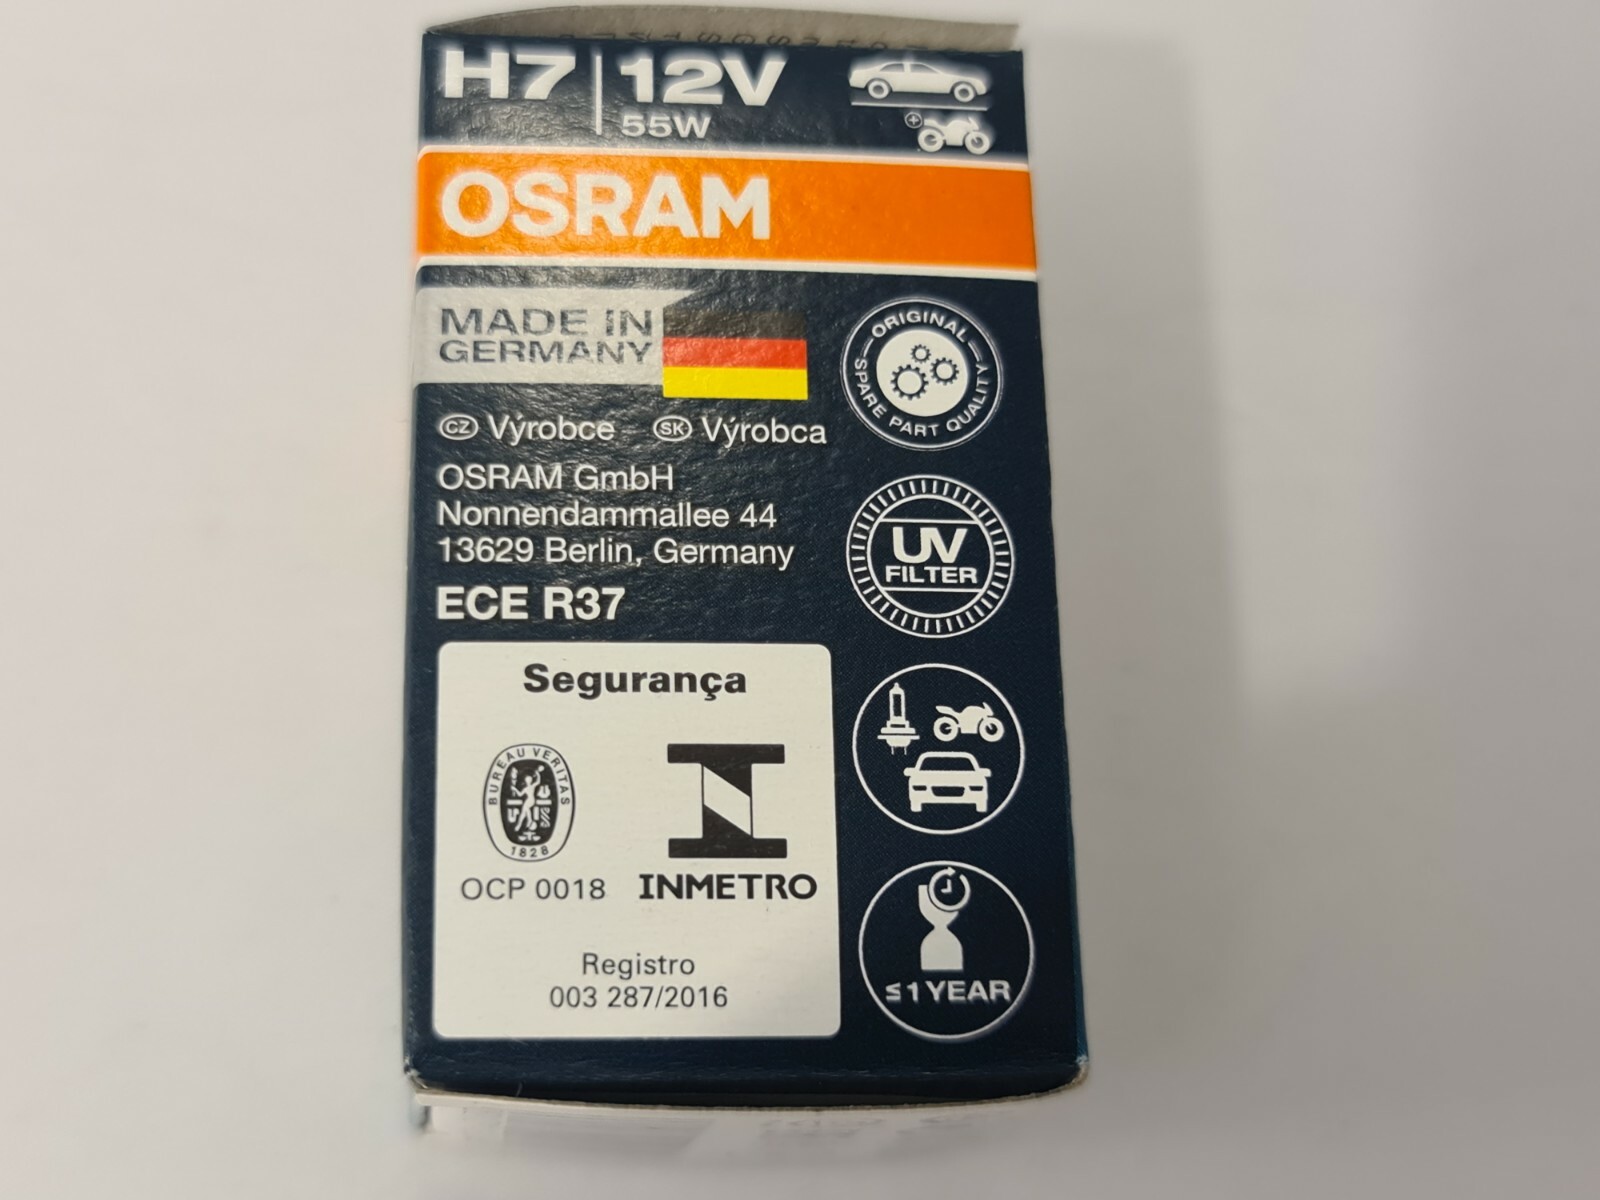 H7 12V
55W
OSRAM
MADE IN
GERMANY
CZ Výrobce SK Výrobca
OSRAM GmbH
Nonnendammallee 44
13629 Berlin, Germany
ECE R37
Segurança
BUREAU VERITAS
1828
OCP 0018
INMETRO
Registro
003 287/2016
ORIGINAL
SPARE PART QUALITY
UV
FILTER
≤1 YEAR